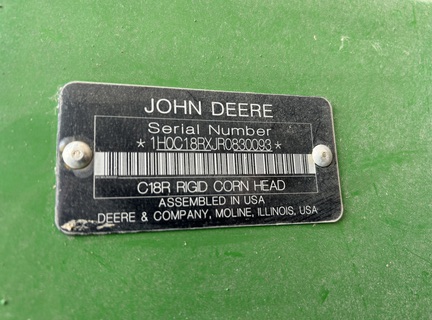 JOHN DEERE
Serial Number
* 1H0C18RXJR0830093 *
C18R RIGID CORN HEAD
ASSEMBLED IN USA
DEERE & COMPANY, MOLINE, ILLINOIS, USA